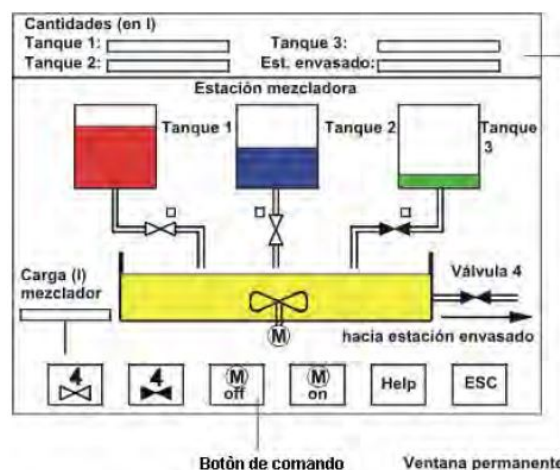 Cantidades (en l)
Tanque 1: Tanque 3:
Tanque 2: Est. envasado:
Estación mezcladora
Tanque 1 Tanque 2 Tanque
3
Carga (l)
mezclador
Válvula 4
M
hacia estación envasado
4 4 M off M on Help ESC
Botòn de comando Ventana permanente